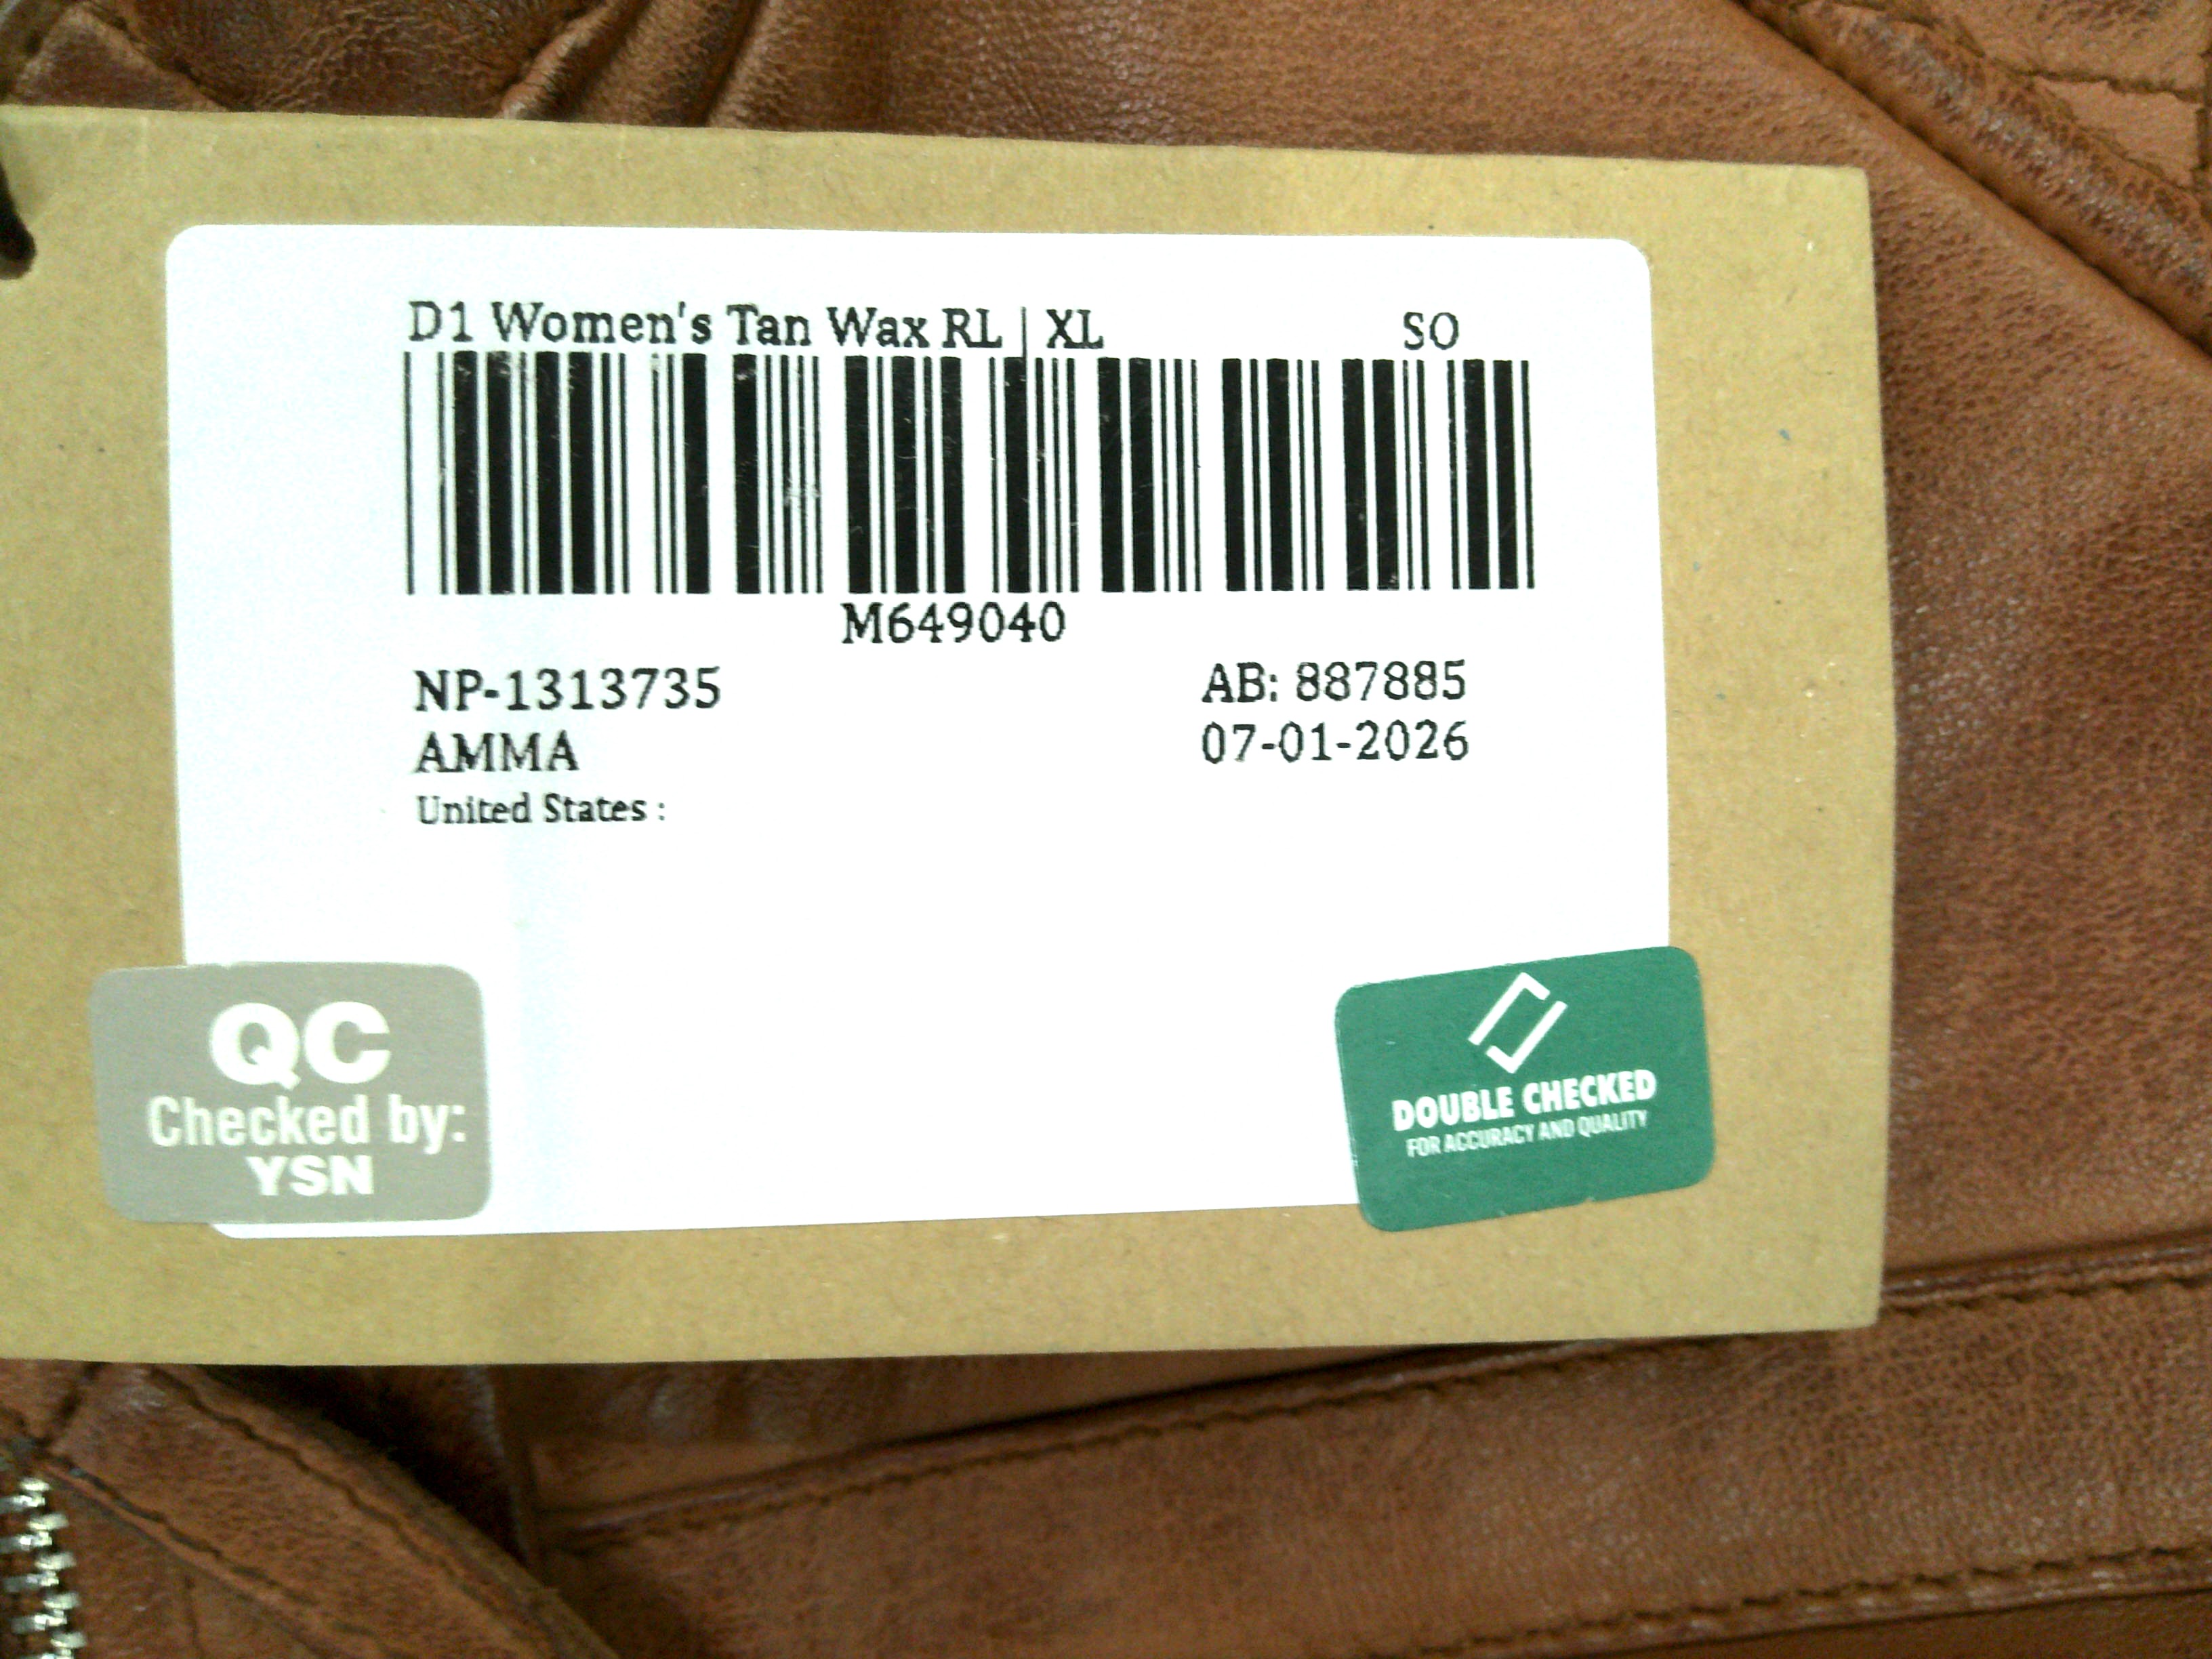 D1 Women's Tan Wax RL | XL SO
M649040
NP-1313735 AB: 887885
AMMA 07-01-2026
United States :
QC
Checked by:
YSN
DOUBLE CHECKED
FOR ACCURACY AND QUALITY